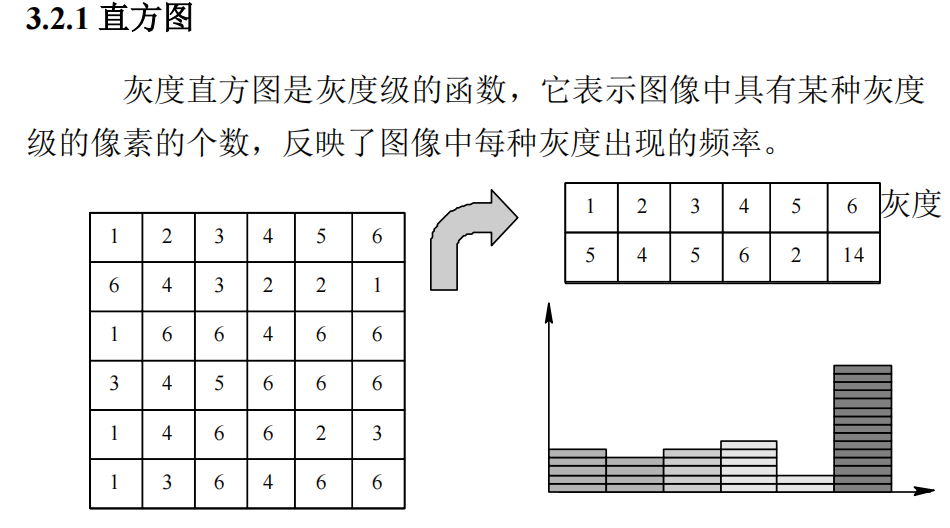 3.2.1 直方图
灰度直方图是灰度级的函数，它表示图像中具有某种灰度
级的像素的个数，反映了图像中每种灰度出现的频率。
1 2 3 4 5 6 灰度
5 4 5 6 2 14
1 2 3 4 5 6
6 4 3 2 2 1
1 6 6 4 6 6
3 4 5 6 6 6
1 4 6 6 2 3
1 3 6 4 6 6